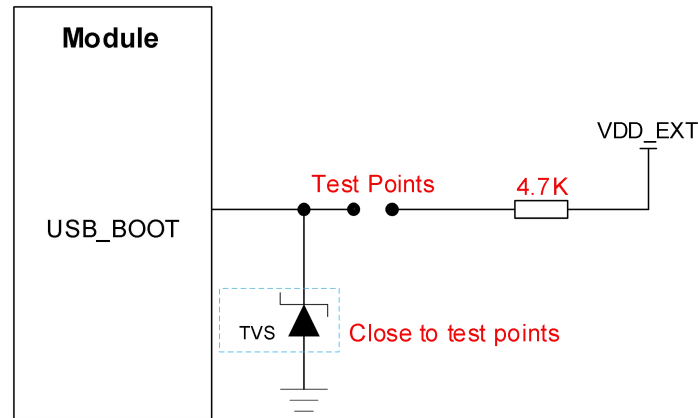 Module
VDD_EXT
Test Points
4.7K
USB_BOOT
TVS
Close to test points